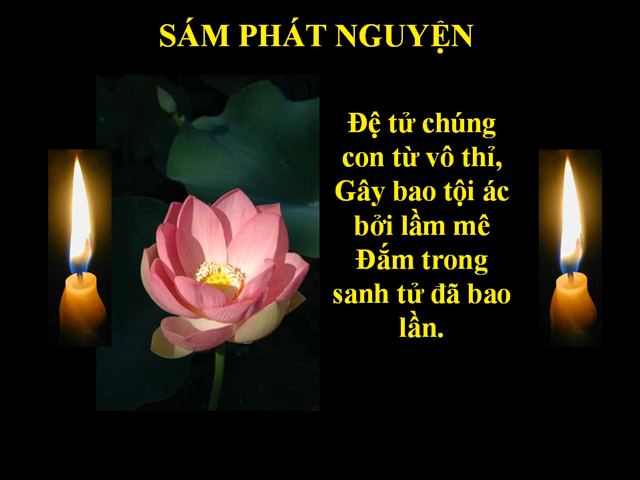 SÁM PHÁT NGUYỆN
Đệ tử chúng
con từ vô thỉ,
Gây bao tội ác
bởi lầm mê
Đắm trong
sanh tử đã bao
lần.